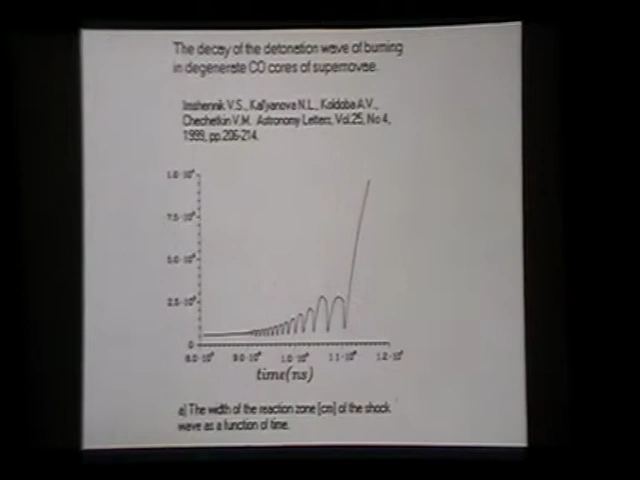 The decay of the detonation wave of burning
in degenerate CO cores of supernovae.
Imshennik V.S., Kal'yanova N.L., Koldoba A.V.,
Chechetkin V.M. Astronomy Letters, Vol.25, No 4,
1999, pp.206-214.
0
time(ns)
a) The width of the reaction zone [cm] of the shock
wave as a function of time.